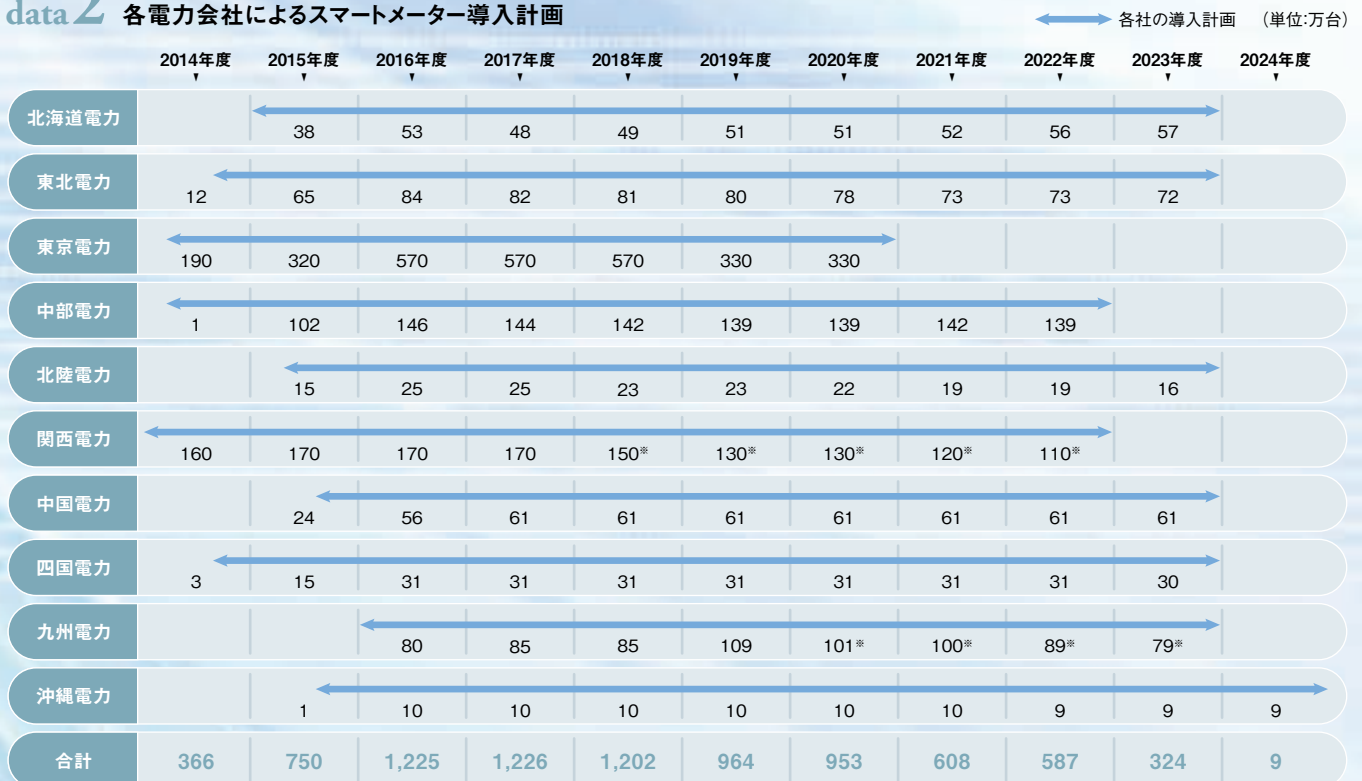 data 2 各電力会社によるスマートメーター導入計画
各社の導入計画 (単位:万台)
2014年度 2015年度 2016年度 2017年度 2018年度 2019年度 2020年度 2021年度 2022年度 2023年度 2024年度
北海道電力 38 53 48 49 51 51 52 56 57
東北電力 12 65 84 82 81 80 78 73 73 72
東京電力 190 320 570 570 570 330 330
中部電力 1 102 146 144 142 139 139 142 139
北陸電力 15 25 25 23 23 22 19 19 16
関西電力 160 170 170 170 150※ 130※ 130※ 120※ 110※
中国電力 24 56 61 61 61 61 61 61 61
四国電力 3 15 31 31 31 31 31 31 31 30
九州電力 80 85 85 109 101※ 100※ 89※ 79※
沖縄電力 1 10 10 10 10 10 10 9 9 9
合計 366 750 1,225 1,226 1,202 964 953 608 587 324 9